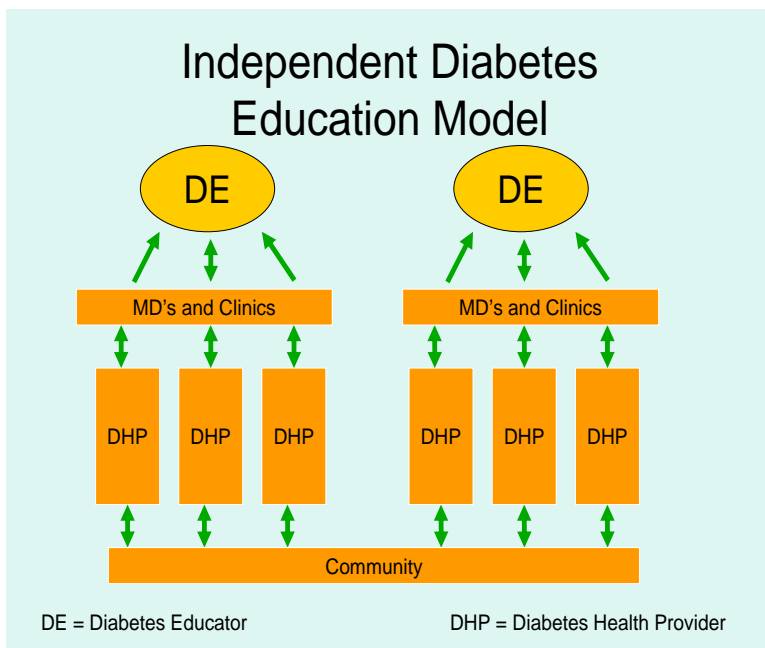 Independent Diabetes
Education Model
DE
DE
MD's and Clinics
MD's and Clinics
DHP
DHP
DHP
DHP
DHP
DHP
Community
DE = Diabetes Educator
DHP = Diabetes Health Provider